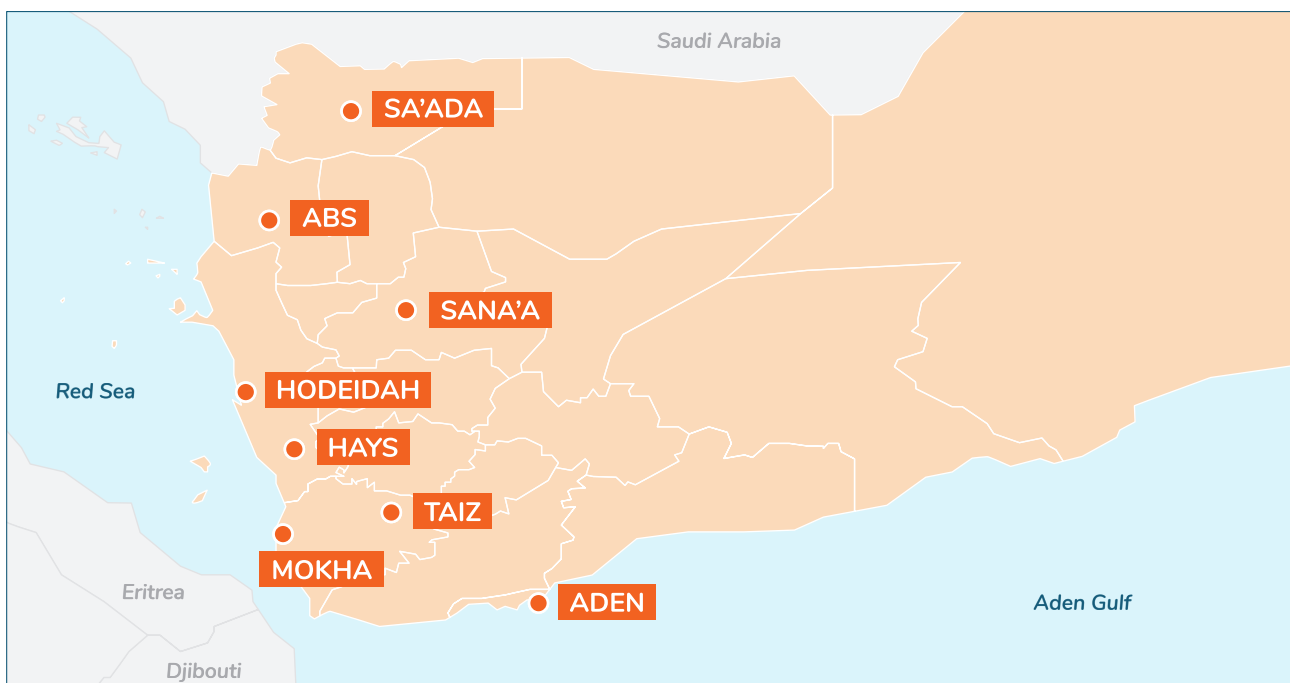 Saudi Arabia
SA’ADA
ABS
SANA’A
HODEIDAH
Red Sea
HAYS
TAIZ
MOKHA
Eritrea
ADEN
Aden Gulf
Djibouti